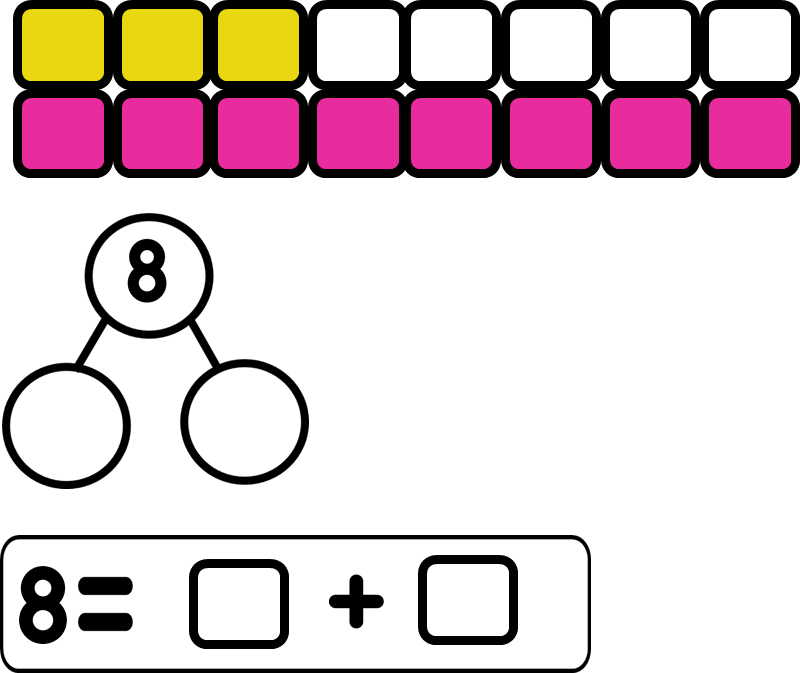 8
8 = +